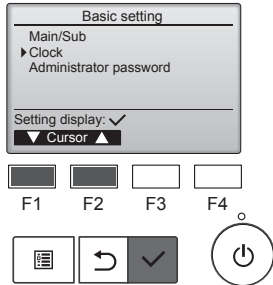 Basic setting
Main/Sub
Clock
Administrator password
Setting display:
Cursor
F1 F2 F3 F4